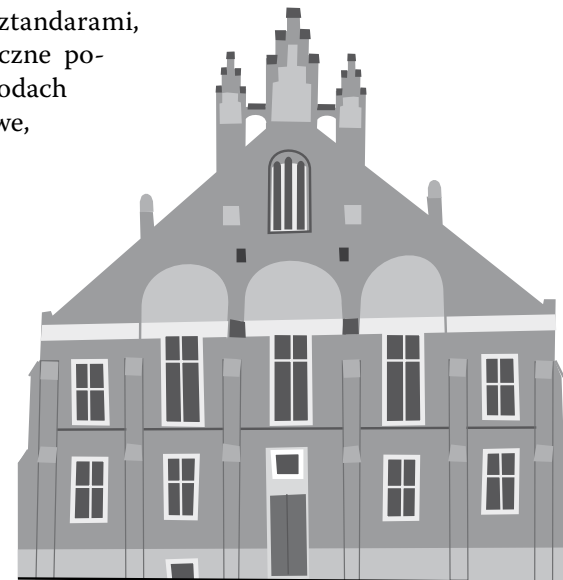 ztandarami,
czne po-
odach
we,